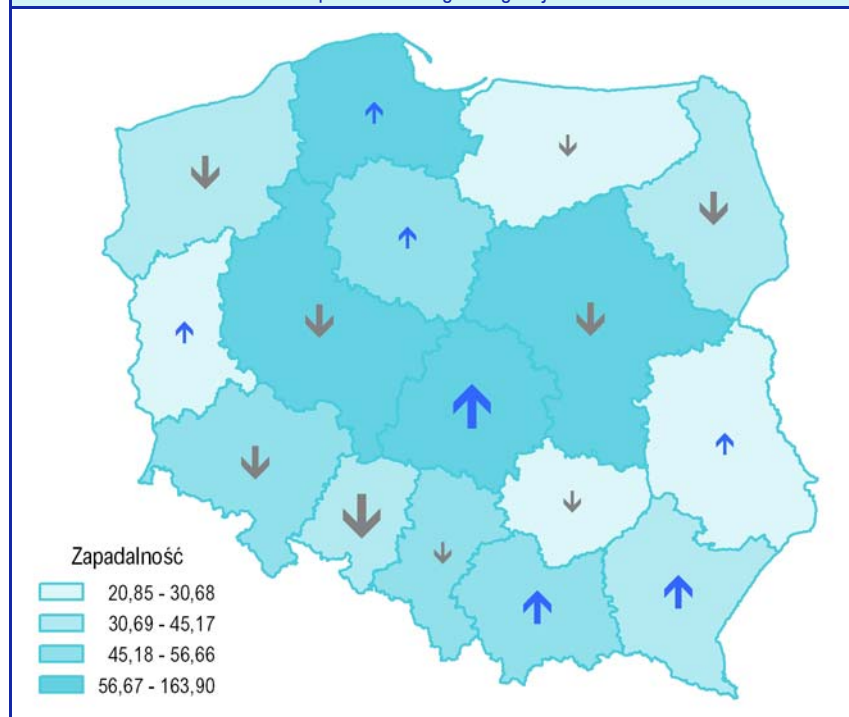 Zapadalność
20,85 - 30,68
30,69 - 45,17
45,18 - 56,66
56,67 - 163,90